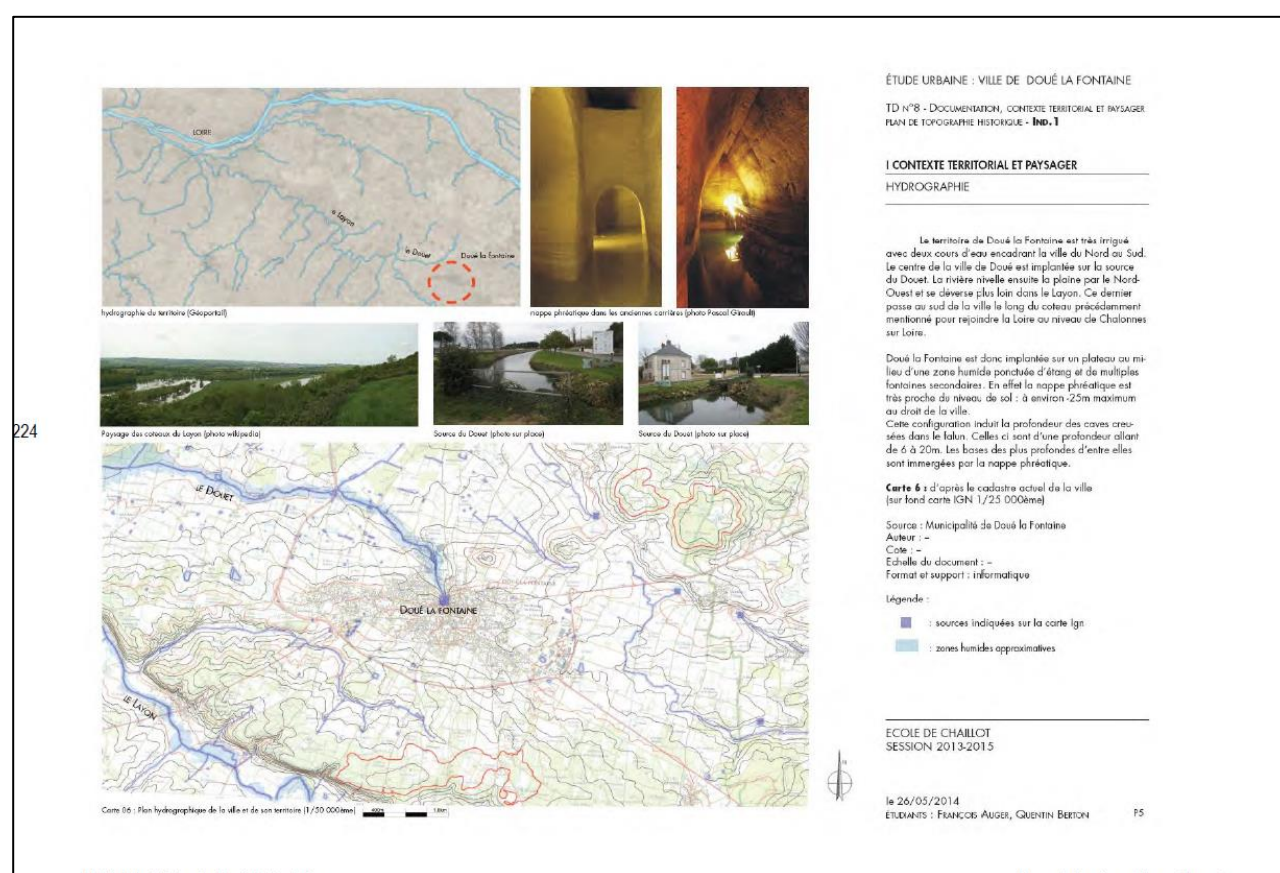 LOIRE
le Layon
le Douet
Doué la Fontaine
hydrographie du territoire (Géoportail)
nappe phréatique dans les anciennes carrières (photo Pascal Girault)
Paysage des coteaux du Layon (photo wikipedia)
Source du Douet (photo sur place)
Source du Douet (photo sur place)
224
LE DOUET
DOUÉ LA FONTAINE
LE LAYON
Carte 06 : Plan hydrographique de la ville et de son territoire (1/50 000ème)
N
ÉTUDE URBAINE : VILLE DE DOUÉ LA FONTAINE
TD N°8 - DOCUMENTATION, CONTEXTE TERRITORIAL ET PAYSAGER
PLAN DE TOPOGRAPHIE HISTORIQUE - IND.1
I CONTEXTE TERRITORIAL ET PAYSAGER
HYDROGRAPHIE
Le territoire de Doué la Fontaine est très irrigué
avec deux cours d'eau encadrant la ville du Nord au Sud.
Le centre de la ville de Doué est implantée sur la source
du Douet. La rivière nivelle ensuite la plaine par le Nord-
Ouest et se déverse plus loin dans le Layon. Ce dernier
passe au sud de la ville le long du coteau précédemment
mentionné pour rejoindre la Loire au niveau de Chalonnes
sur Loire.
Doué la Fontaine est donc implantée sur un plateau au mi-
lieu d'une zone humide ponctuée d'étang et de multiples
fontaines secondaires. En effet la nappe phréatique est
très proche du niveau de sol : à environ -25m maximum
au droit de la ville.
Cette configuration induit la profondeur des caves creu-
sées dans le falun. Celles ci sont d'une profondeur allant
de 6 à 20m. Les bases des plus profondes d'entre elles
sont immergées par la nappe phréatique.
Carte 6 : d'après le cadastre actuel de la ville
(sur fond carte IGN 1/25 000ème)
Source : Municipalité de Doué la Fontaine
Auteur : –
Cote : –
Echelle du document : –
Format et support : informatique
Légende :
: sources indiquées sur la carte Ign
: zones humides approximatives
ECOLE DE CHAILLOT
SESSION 2013-2015
le 26/05/2014
ÉTUDIANTS : FRANÇOIS AUGER, QUENTIN BERTON
P5